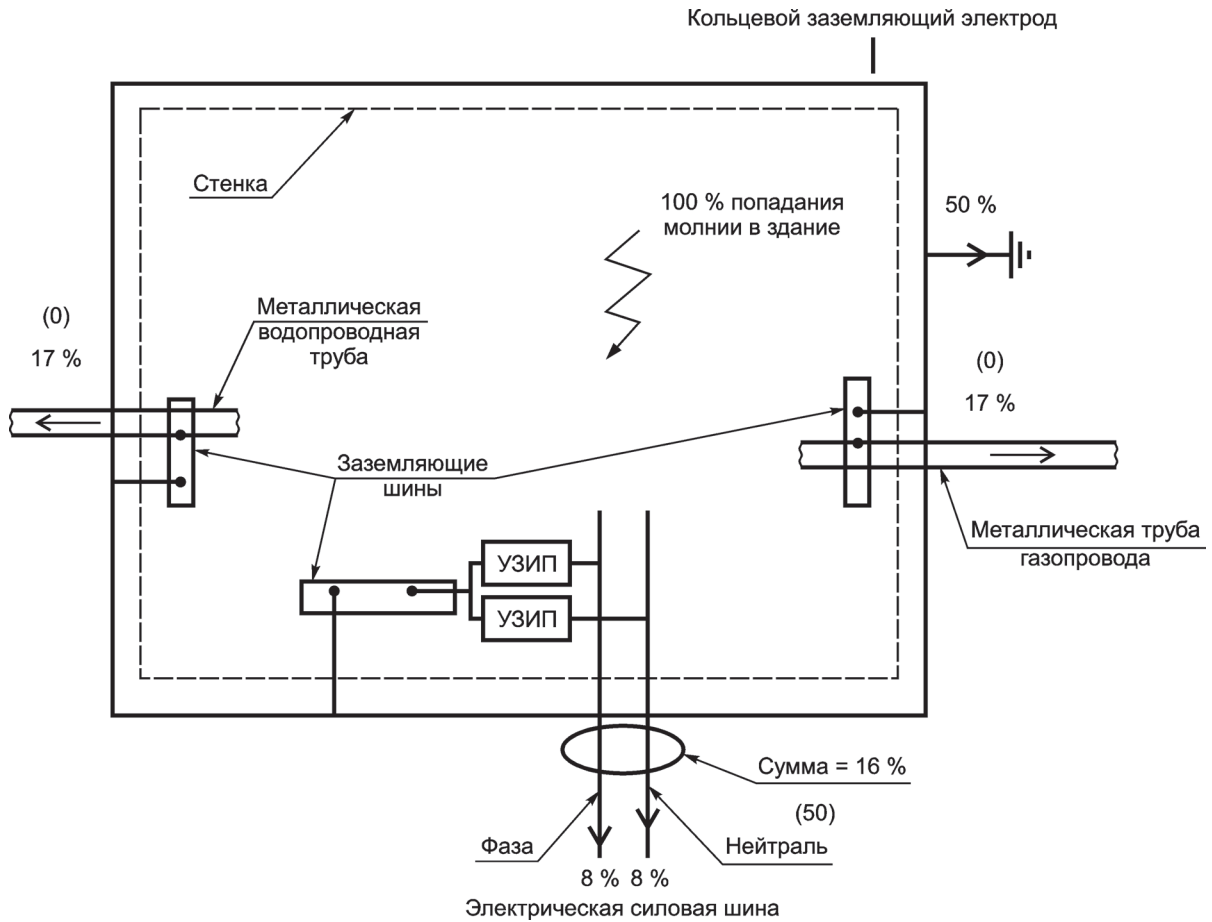 Кольцевой заземляющий электрод
Стенка
100 % попадания
молнии в здание
50 %
(0)
17 %
Металлическая
водопроводная
труба
(0)
17 %
Заземляющие
шины
Металлическая труба
газопровода
УЗИП
УЗИП
Сумма = 16 %
(50)
Фаза
Нейтраль
8 % 8 %
Электрическая силовая шина